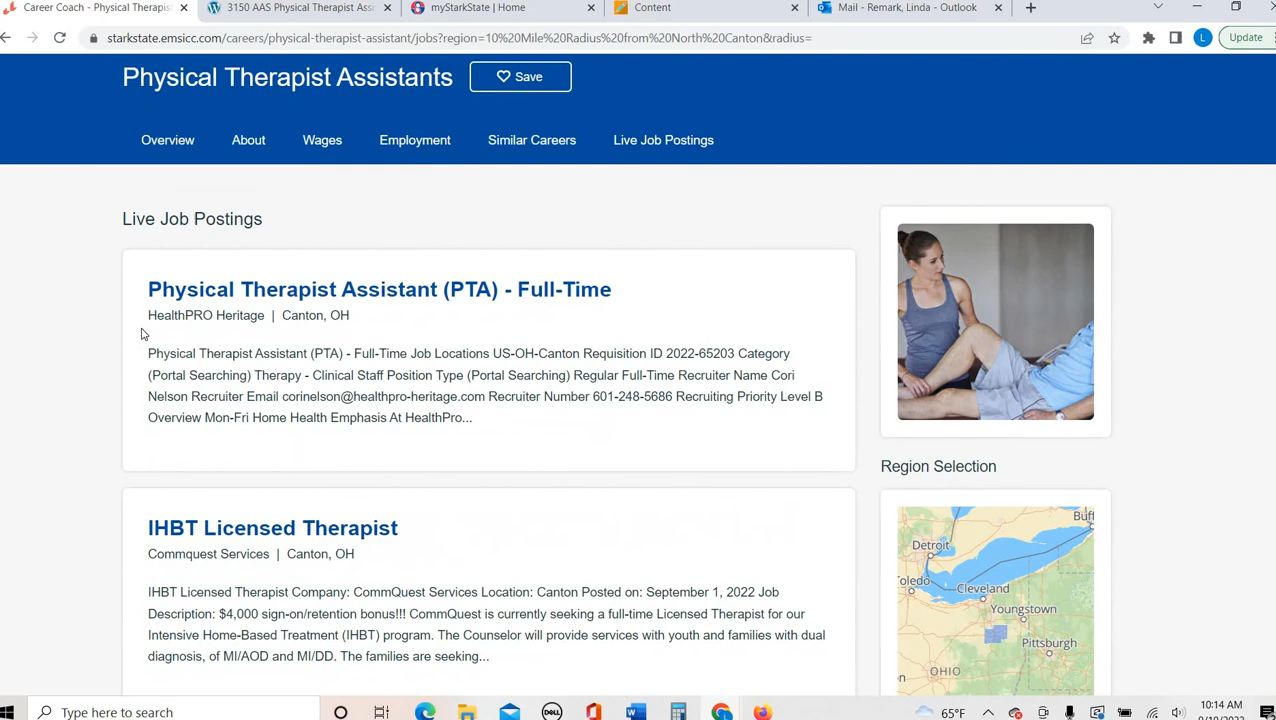 Career Coach - Physical Therapist
3150 AAS Physical Therapist Ass
myStarkState | Home
Content
Mail - Remark, Linda - Outlook
starkstate.emsicc.com/careers/physical-therapist-assistant/jobs?region=10%20Mile%20Radius%20from%20North%20Canton&radius=
L
Update
Physical Therapist Assistants
Save
Overview
About
Wages
Employment
Similar Careers
Live Job Postings
Live Job Postings
Physical Therapist Assistant (PTA) - Full-Time
HealthPRO Heritage | Canton, OH
Physical Therapist Assistant (PTA) - Full-Time Job Locations US-OH-Canton Requisition ID 2022-65203 Category
(Portal Searching) Therapy - Clinical Staff Position Type (Portal Searching) Regular Full-Time Recruiter Name Cori
Nelson Recruiter Email corinelson@healthpro-heritage.com Recruiter Number 601-248-5686 Recruiting Priority Level B
Overview Mon-Fri Home Health Emphasis At HealthPro...
IHBT Licensed Therapist
Commquest Services | Canton, OH
IHBT Licensed Therapist Company: CommQuest Services Location: Canton Posted on: September 1, 2022 Job
Description: $4,000 sign-on/retention bonus!!! CommQuest is currently seeking a full-time Licensed Therapist for our
Intensive Home-Based Treatment (IHBT) program. The Counselor will provide services with youth and families with dual
diagnosis, of MI/AOD and MI/DD. The families are seeking...
Region Selection
Buff
Detroit
Toledo
Cleveland
Youngstown
Pittsburgh
OHIO
Type here to search
DELL
65°F
10:14 AM